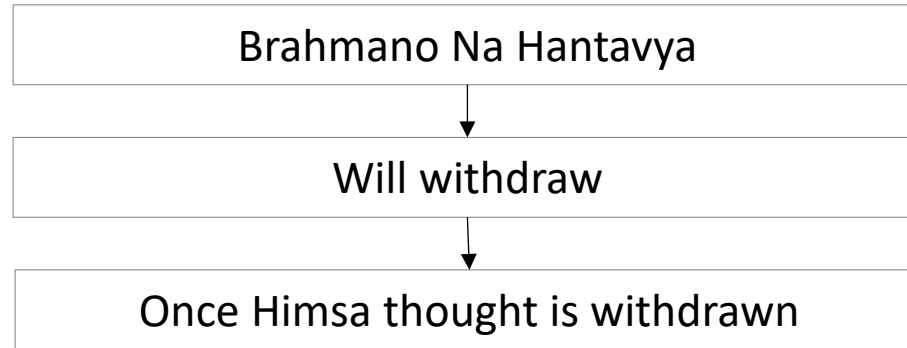 Brahmano Na Hantavya
Will withdraw
Once Himsa thought is withdrawn